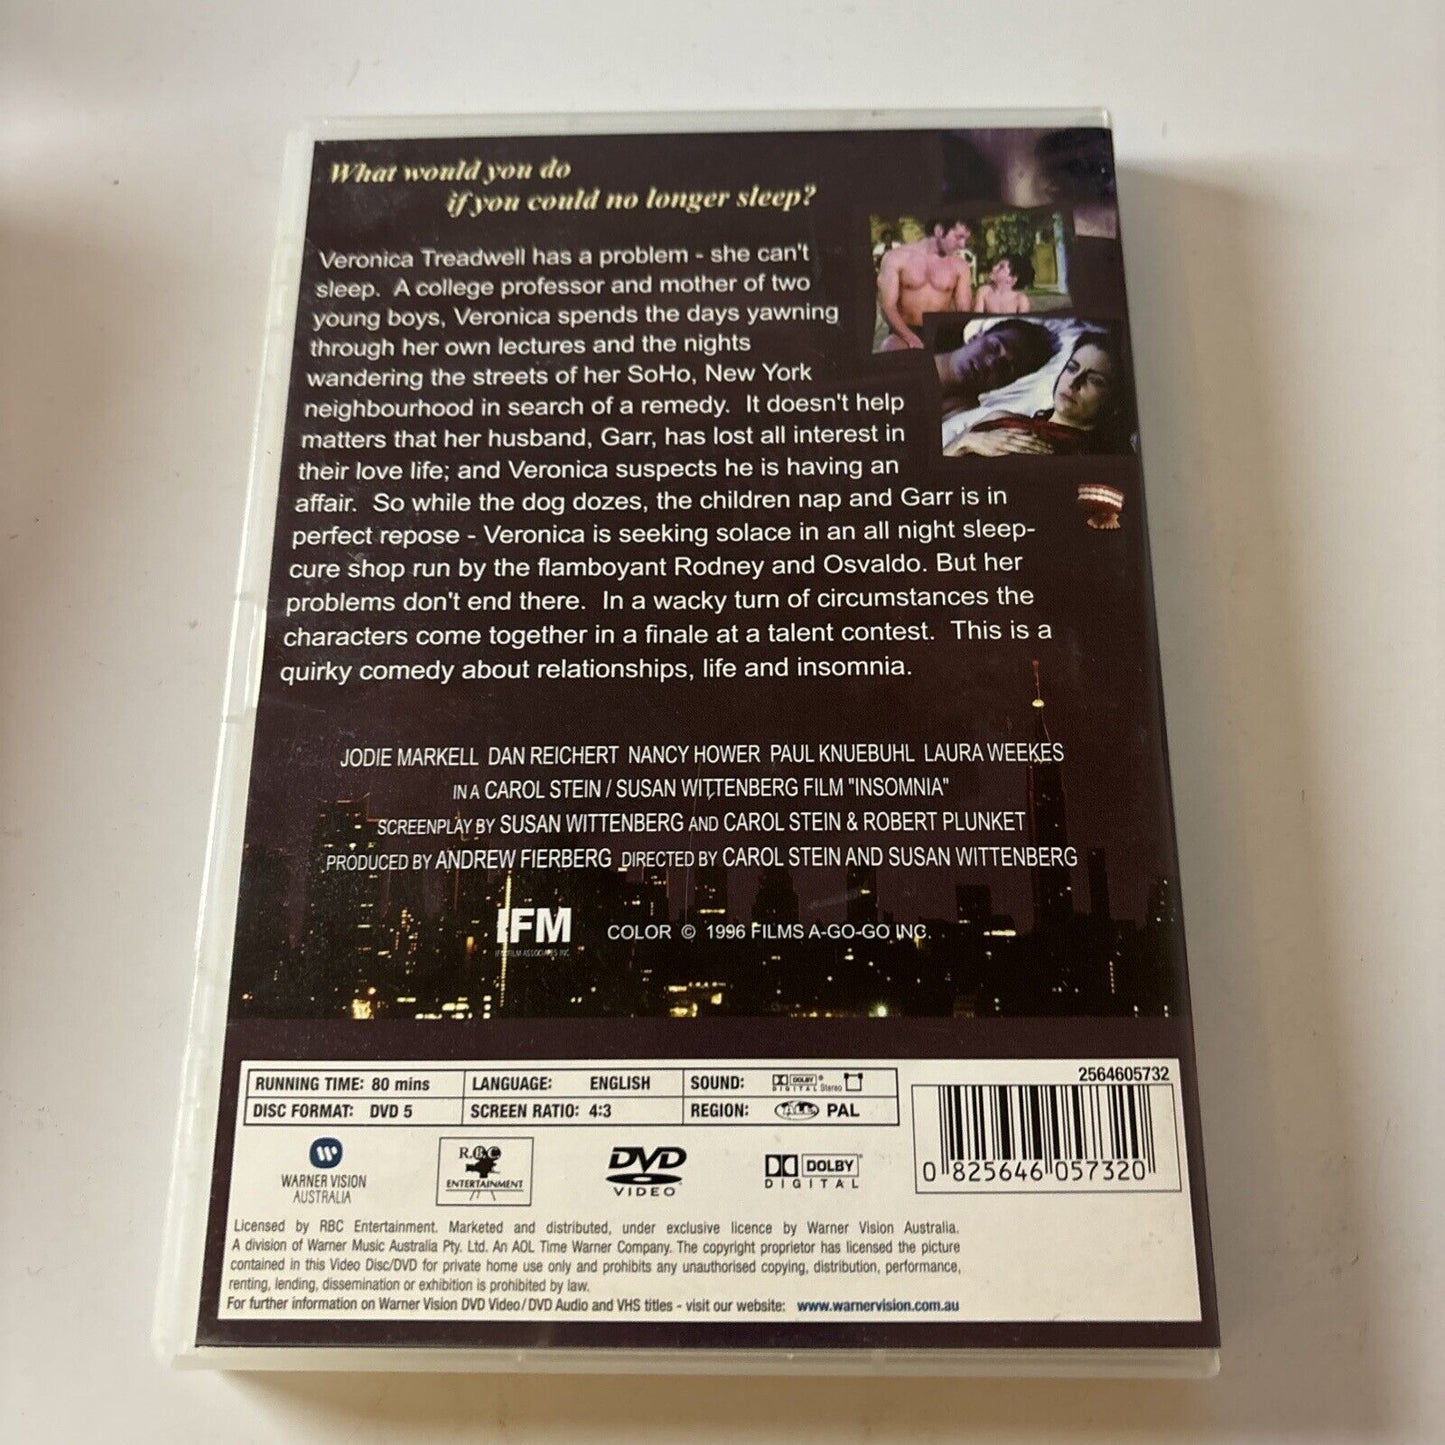 What would you do
if you could no longer sleep?
Veronica Treadwell has a problem - she can't
sleep. A college professor and mother of two
young boys, Veronica spends the days yawning
through her own lectures and the nights
wandering the streets of her SoHo, New York
neighbourhood in search of a remedy. It doesn't help
matters that her husband, Garr, has lost all interest in
their love life; and Veronica suspects he is having an
affair. So while the dog dozes, the children nap and Garr is in
perfect repose - Veronica is seeking solace in an all night sleep-
cure shop run by the flamboyant Rodney and Osvaldo. But her
problems don't end there. In a wacky turn of circumstances the
characters come together in a finale at a talent contest. This is a
quirky comedy about relationships, life and insomnia.
JODIE MARKELL DAN REICHERT NANCY HOWER PAUL KNUEBUHL LAURA WEEKES
IN A CAROL STEIN / SUSAN WITTENBERG FILM "INSOMNIA"
SCREENPLAY BY SUSAN WITTENBERG AND CAROL STEIN & ROBERT PLUNKET
PRODUCED BY ANDREW FIERBERG DIRECTED BY CAROL STEIN AND SUSAN WITTENBERG
IFM COLOR © 1996 FILMS A-GO-GO INC.
IFM FILM ASSOCIATES INC
2564605732
RUNNING TIME: 80 mins LANGUAGE: ENGLISH SOUND: DOLBY DIGITAL Stereo
DISC FORMAT: DVD 5 SCREEN RATIO: 4:3 REGION: ALL PAL
0 825646 057320
WARNER VISION
AUSTRALIA
R.B.C
ENTERTAINMENT
DVD
VIDEO
DOLBY
DIGITAL
Licensed by RBC Entertainment. Marketed and distributed, under exclusive licence by Warner Vision Australia.
A division of Warner Music Australia Pty. Ltd. An AOL Time Warner Company. The copyright proprietor has licensed the picture
contained in this Video Disc/DVD for private home use only and prohibits any unauthorised copying, distribution, performance,
renting, lending, dissemination or exhibition is prohibited by law.
For further information on Warner Vision DVD Video/DVD Audio and VHS titles - visit our website: www.warnervision.com.au